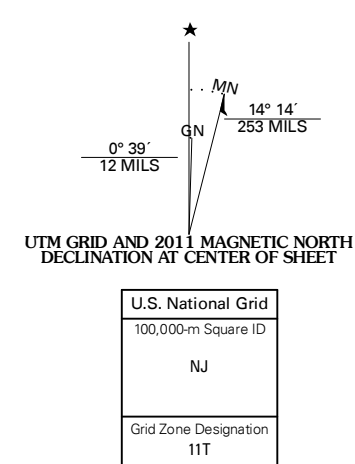 ★
MN
GN
14° 14´
253 MILS
0° 39´
12 MILS
UTM GRID AND 2011 MAGNETIC NORTH
DECLINATION AT CENTER OF SHEET
U.S. National Grid
100,000-m Square ID
NJ
Grid Zone Designation
11T